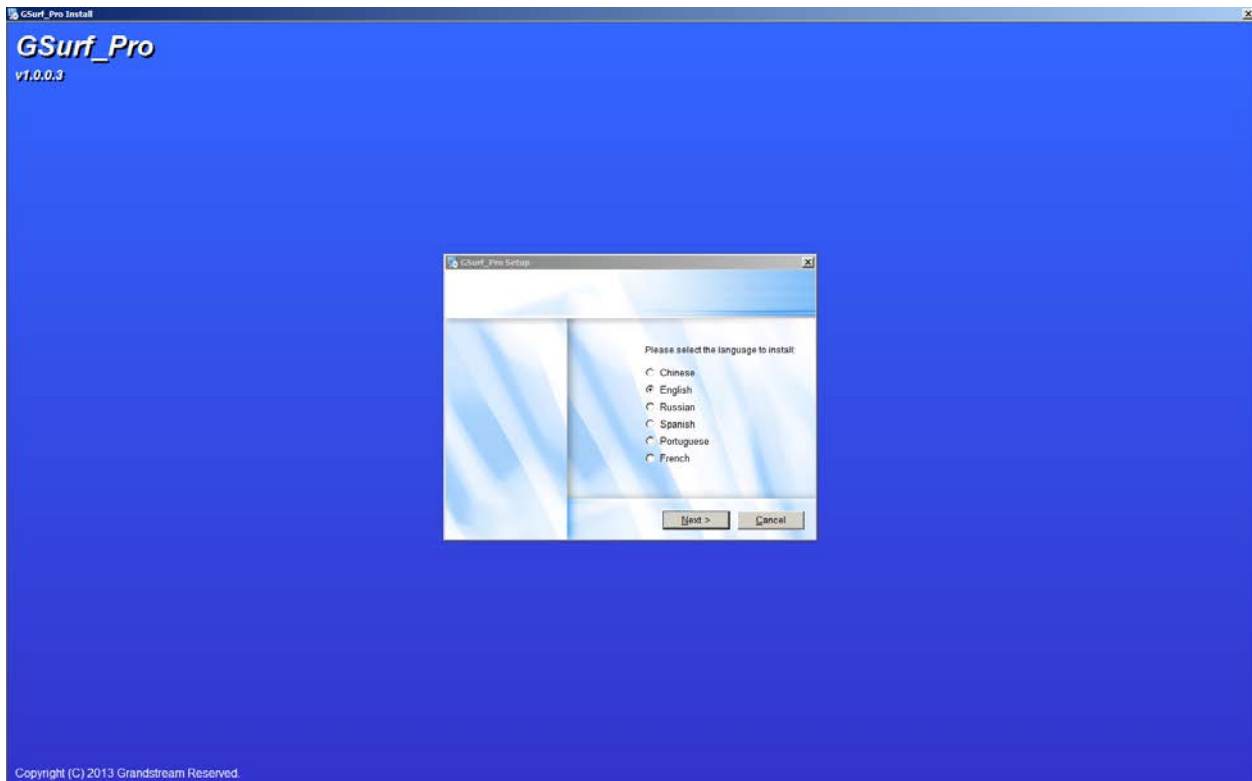 GSurf_Pro Install
GSurf_Pro
v1.0.0.3
GSurf_Pro Setup
Please select the language to install:
Chinese
English
Russian
Spanish
Portuguese
French
Next >
Cancel
Copyright (C) 2013 Grandstream Reserved.